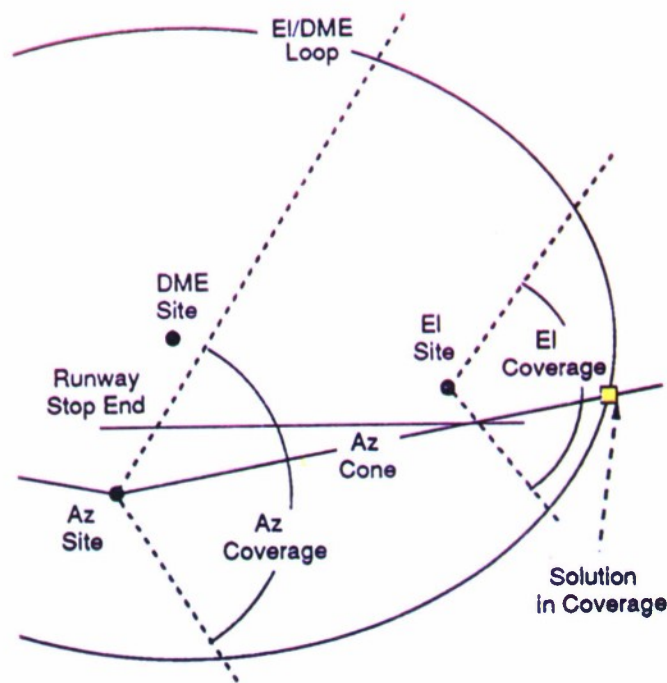 El/DME
Loop
DME
Site
El
Site
El
Coverage
Runway
Stop End
Az
Cone
Az
Site
Az
Coverage
Solution
in Coverage